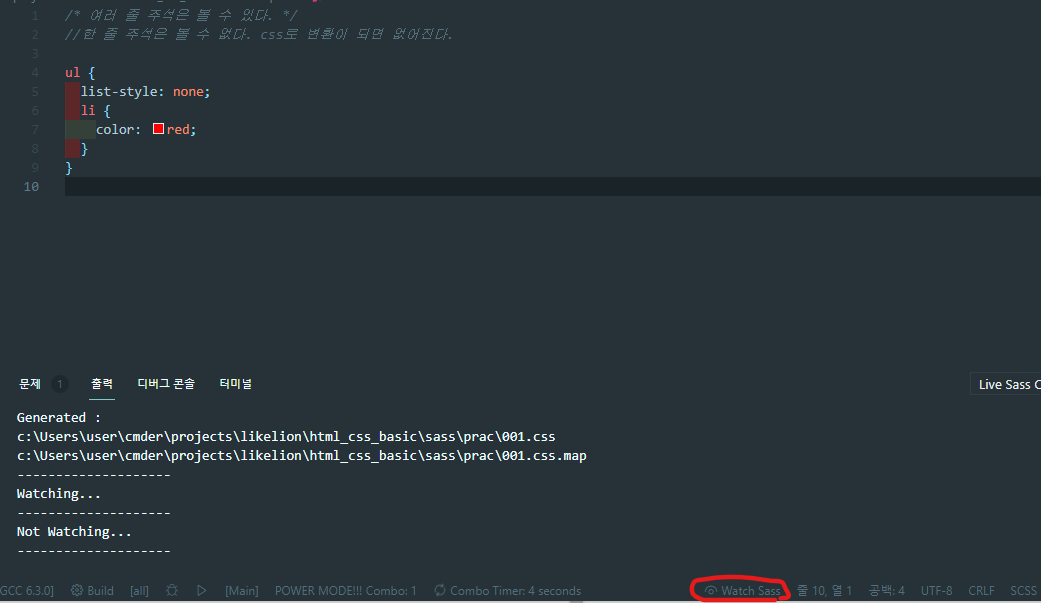 1 /* 여러 줄 주석은 볼 수 있다. */
2 //한 줄 주석은 볼 수 없다. css로 변환이 되면 없어진다.
3
4 ul {
5 list-style: none;
6 li {
7 color: red;
8 }
9 }
10
문제 1 출력 디버그 콘솔 터미널 Live Sass C
Generated :
c:\Users\user\cmder\projects\likelion\html_css_basic\sass\prac\001.css
c:\Users\user\cmder\projects\likelion\html_css_basic\sass\prac\001.css.map
--------------------
Watching...
--------------------
Not Watching...
--------------------
GCC 6.3.0] Build [all] [Main] POWER MODE!!! Combo: 1 Combo Timer: 4 seconds Watch Sass 줄 10, 열 1 공백: 4 UTF-8 CRLF SCSS